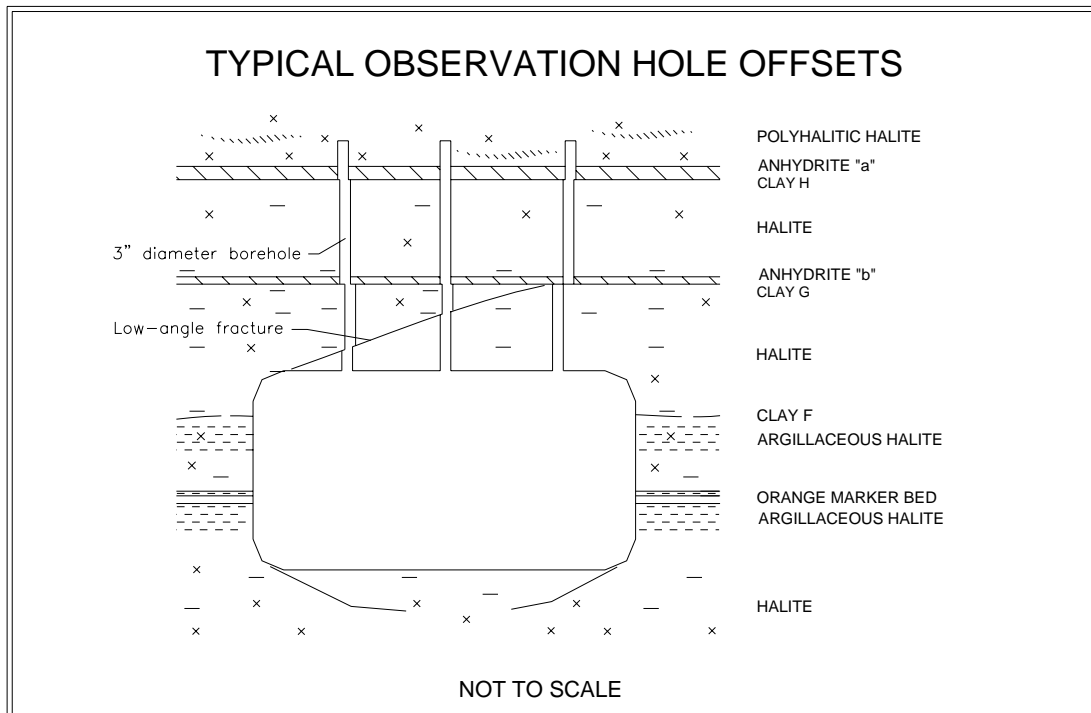 TYPICAL OBSERVATION HOLE OFFSETS
POLYHALITIC HALITE
ANHYDRITE "a"
CLAY H
HALITE
3" diameter borehole
ANHYDRITE "b"
CLAY G
Low-angle fracture
HALITE
CLAY F
ARGILLACEOUS HALITE
ORANGE MARKER BED
ARGILLACEOUS HALITE
HALITE
NOT TO SCALE